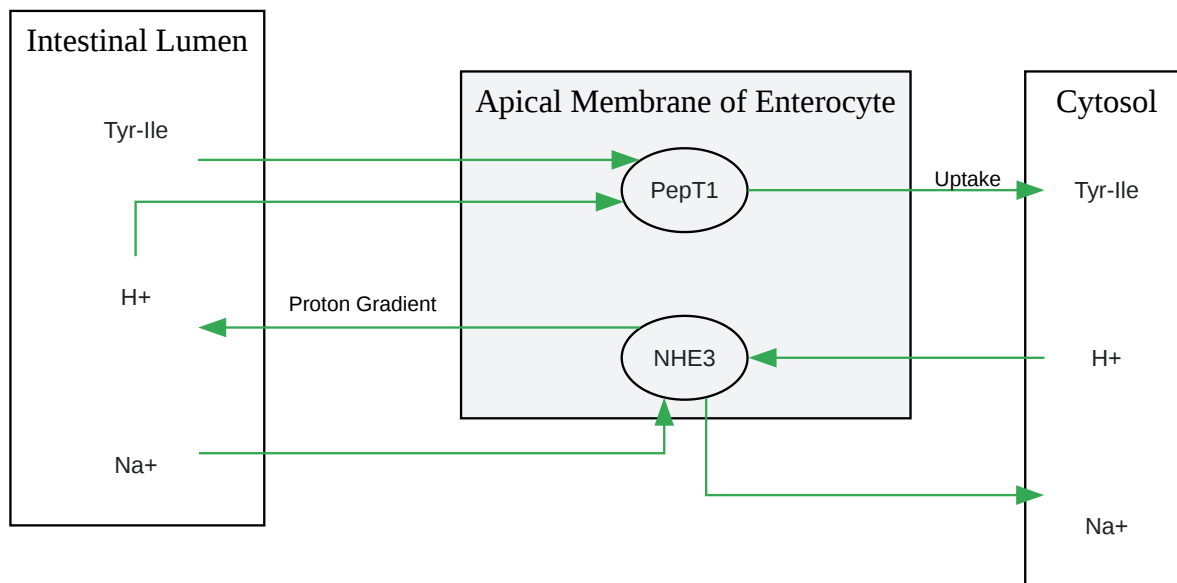 Intestinal Lumen
Tyr-Ile
H+
Na+
Apical Membrane of Enterocyte
PepT1
NHE3
Proton Gradient
Uptake
Cytosol
Tyr-Ile
H+
Na+